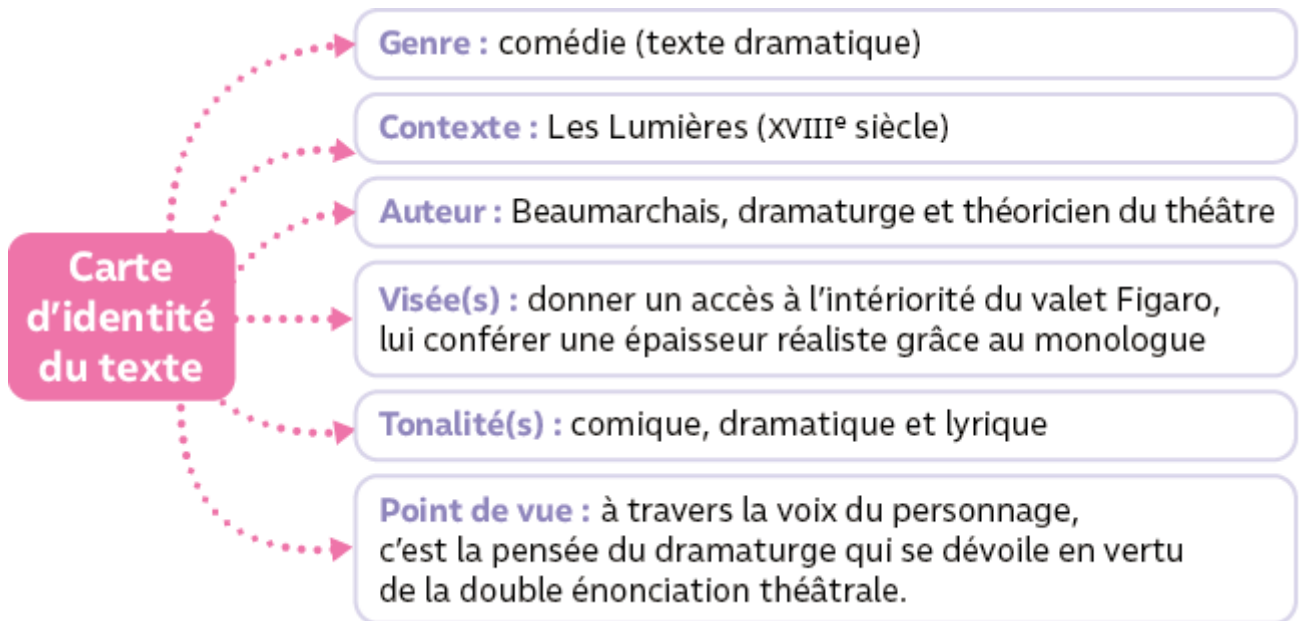 Genre : comédie (texte dramatique)
Contexte : Les Lumières (XVIIIᵉ siècle)
Auteur : Beaumarchais, dramaturge et théoricien du théâtre
Carte
d'identité
du texte
Visée(s) : donner un accès à l'intériorité du valet Figaro,
lui conférer une épaisseur réaliste grâce au monologue
Tonalité(s) : comique, dramatique et lyrique
Point de vue : à travers la voix du personnage,
c'est la pensée du dramaturge qui se dévoile en vertu
de la double énonciation théâtrale.